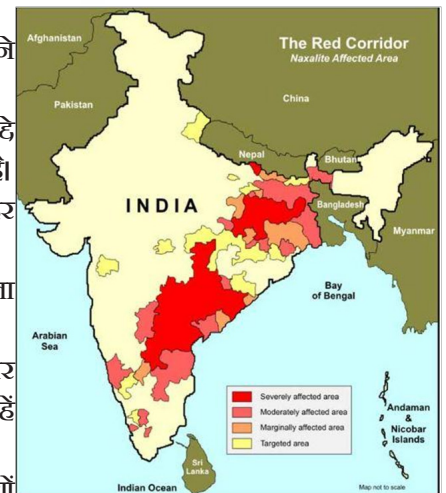 ने
The Red Corridor
Naxalite Affected Area
Afghanistan
China
Pakistan
है।
Nepal
Bhutan
र
INDIA
Bangladesh
Myanmar
ना
Bay
of Bengal
Arabian
Sea
र
हैं
Severely affected area
Moderately affected area
Marginally affected area
Targeted area
Andaman
&
Nicobar
Islands
Sri
Lanka
Indian Ocean
Map not to scale